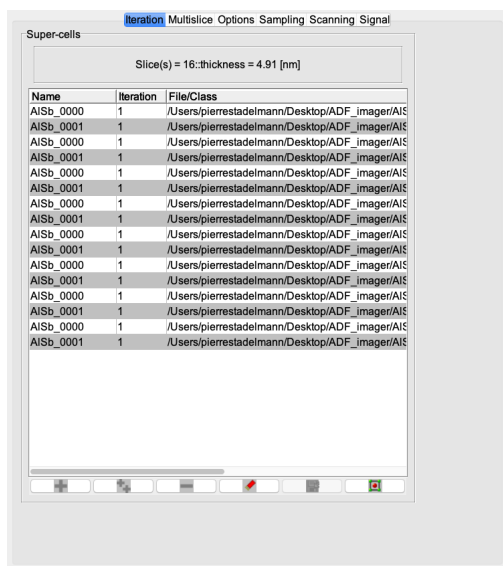 Iteration Multislice Options Sampling Scanning Signal
Super-cells
Slice(s) = 16::thickness = 4.91 [nm]
Name Iteration File/Class
AlSb_0000 1 /Users/pierrestadelmann/Desktop/ADF_imager/AlS
AlSb_0001 1 /Users/pierrestadelmann/Desktop/ADF_imager/AlS
AlSb_0000 1 /Users/pierrestadelmann/Desktop/ADF_imager/AlS
AlSb_0001 1 /Users/pierrestadelmann/Desktop/ADF_imager/AlS
AlSb_0000 1 /Users/pierrestadelmann/Desktop/ADF_imager/AlS
AlSb_0001 1 /Users/pierrestadelmann/Desktop/ADF_imager/AlS
AlSb_0000 1 /Users/pierrestadelmann/Desktop/ADF_imager/AlS
AlSb_0001 1 /Users/pierrestadelmann/Desktop/ADF_imager/AlS
AlSb_0000 1 /Users/pierrestadelmann/Desktop/ADF_imager/AlS
AlSb_0001 1 /Users/pierrestadelmann/Desktop/ADF_imager/AlS
AlSb_0000 1 /Users/pierrestadelmann/Desktop/ADF_imager/AlS
AlSb_0001 1 /Users/pierrestadelmann/Desktop/ADF_imager/AlS
AlSb_0000 1 /Users/pierrestadelmann/Desktop/ADF_imager/AlS
AlSb_0001 1 /Users/pierrestadelmann/Desktop/ADF_imager/AlS
AlSb_0000 1 /Users/pierrestadelmann/Desktop/ADF_imager/AlS
AlSb_0001 1 /Users/pierrestadelmann/Desktop/ADF_imager/AlS